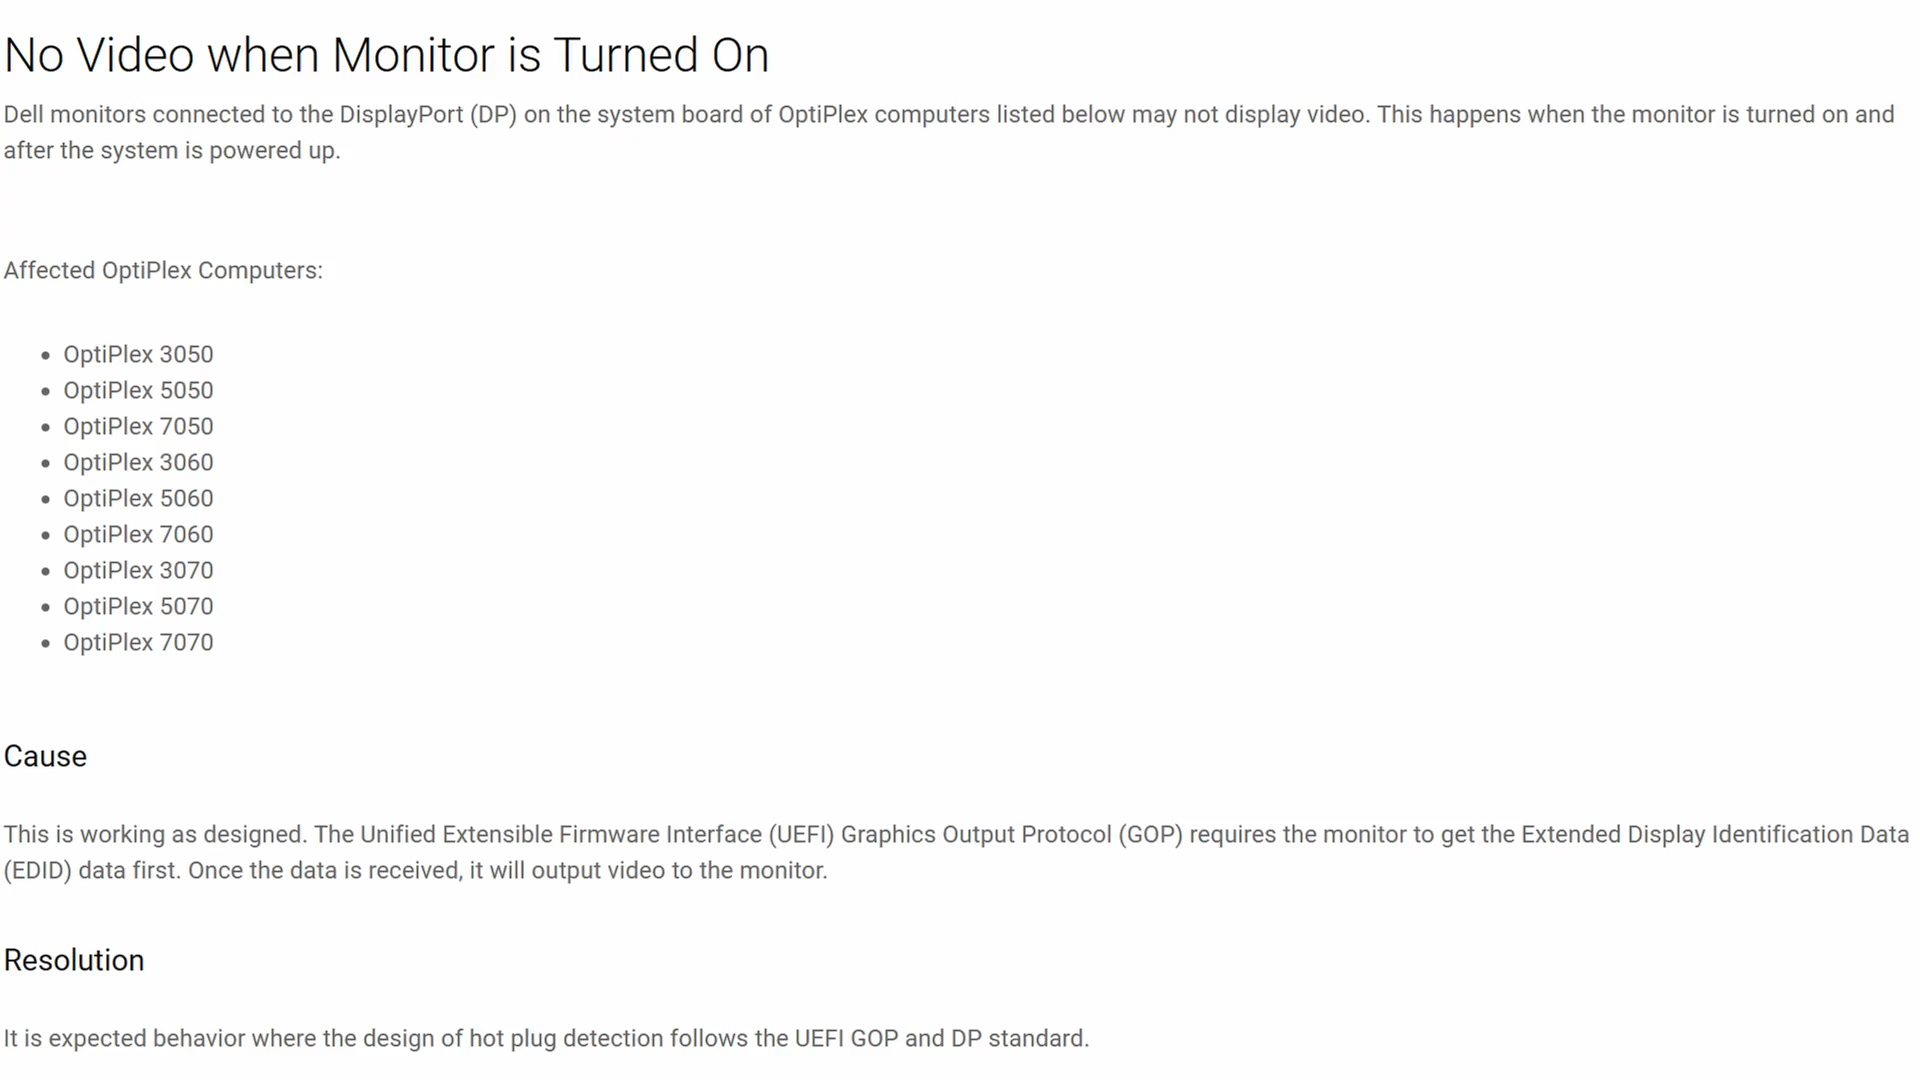 No Video when Monitor is Turned On
Dell monitors connected to the DisplayPort (DP) on the system board of OptiPlex computers listed below may not display video. This happens when the monitor is turned on and
after the system is powered up.
Affected OptiPlex Computers:
• OptiPlex 3050
• OptiPlex 5050
• OptiPlex 7050
• OptiPlex 3060
• OptiPlex 5060
• OptiPlex 7060
• OptiPlex 3070
• OptiPlex 5070
• OptiPlex 7070
Cause
This is working as designed. The Unified Extensible Firmware Interface (UEFI) Graphics Output Protocol (GOP) requires the monitor to get the Extended Display Identification Data
(EDID) data first. Once the data is received, it will output video to the monitor.
Resolution
It is expected behavior where the design of hot plug detection follows the UEFI GOP and DP standard.